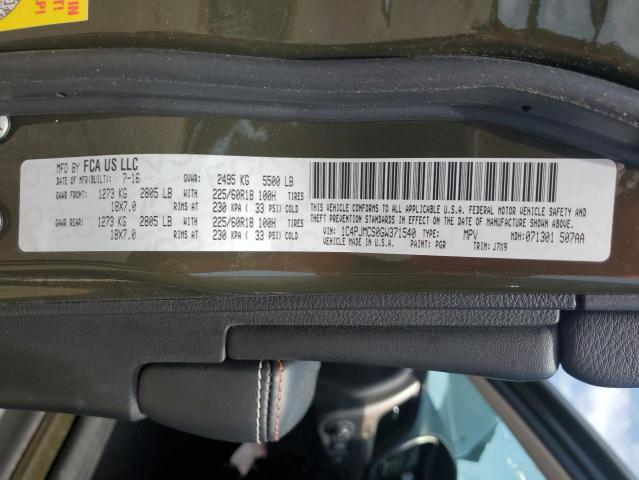 IN
T!
P!
MFD BY FCA US LLC
DATE OF MFR(BUILT): 7-16 GVWR: 2495 KG 5500 LB
GAWR FRONT: 1273 KG 2805 LB WITH 225/60R18 100H TIRES
18X7.0 RIMS AT 230 KPA ( 33 PSI) COLD
GAWR REAR: 1273 KG 2805 LB WITH 225/60R18 100H TIRES
18X7.0 RIMS AT 230 KPA ( 33 PSI) COLD
THIS VEHICLE CONFORMS TO ALL APPLICABLE U.S.A. FEDERAL MOTOR VEHICLE SAFETY AND
THEFT PREVENTION STANDARDS IN EFFECT ON THE DATE OF MANUFACTURE SHOWN ABOVE.
VIN: 1C4PJMCS0GW371540 TYPE: MPV MDH:071301 507AA
MADE IN U.S.A. PAINT: PGR TRIM: J7X9